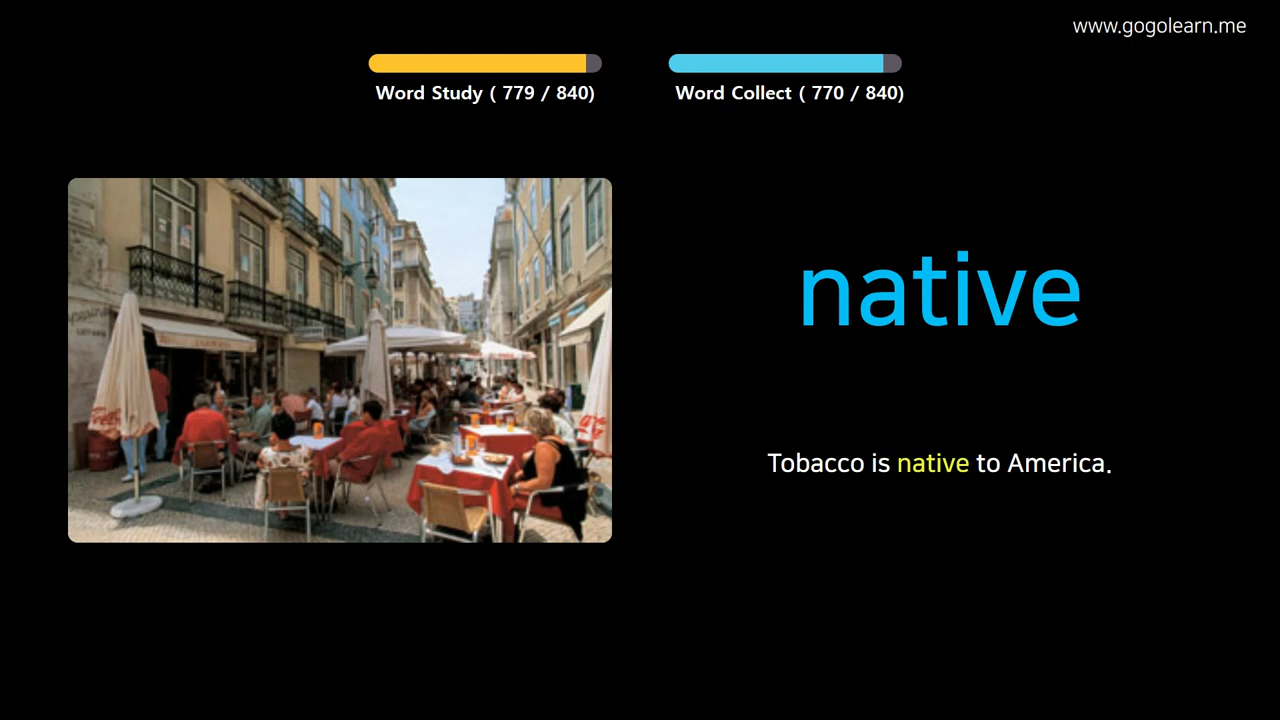 www.gogolearn.me
Word Study ( 779 / 840)
Word Collect ( 770 / 840)
native
Tobacco is native to America.